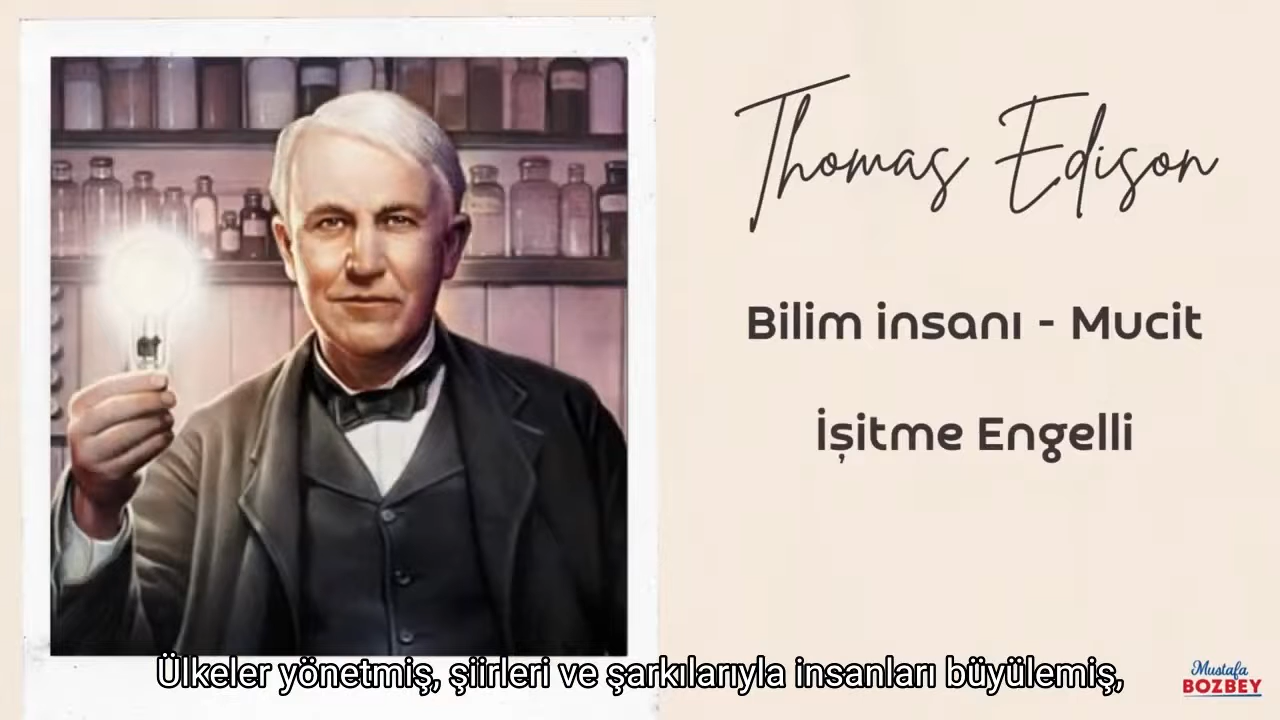 Thomas Edison
Bilim insanı - Mucit
İşitme Engelli
Ülkeler yönetmiş, şiirleri ve şarkılarıyla insanları büyülemiş,
Mustafa
BOZBEY